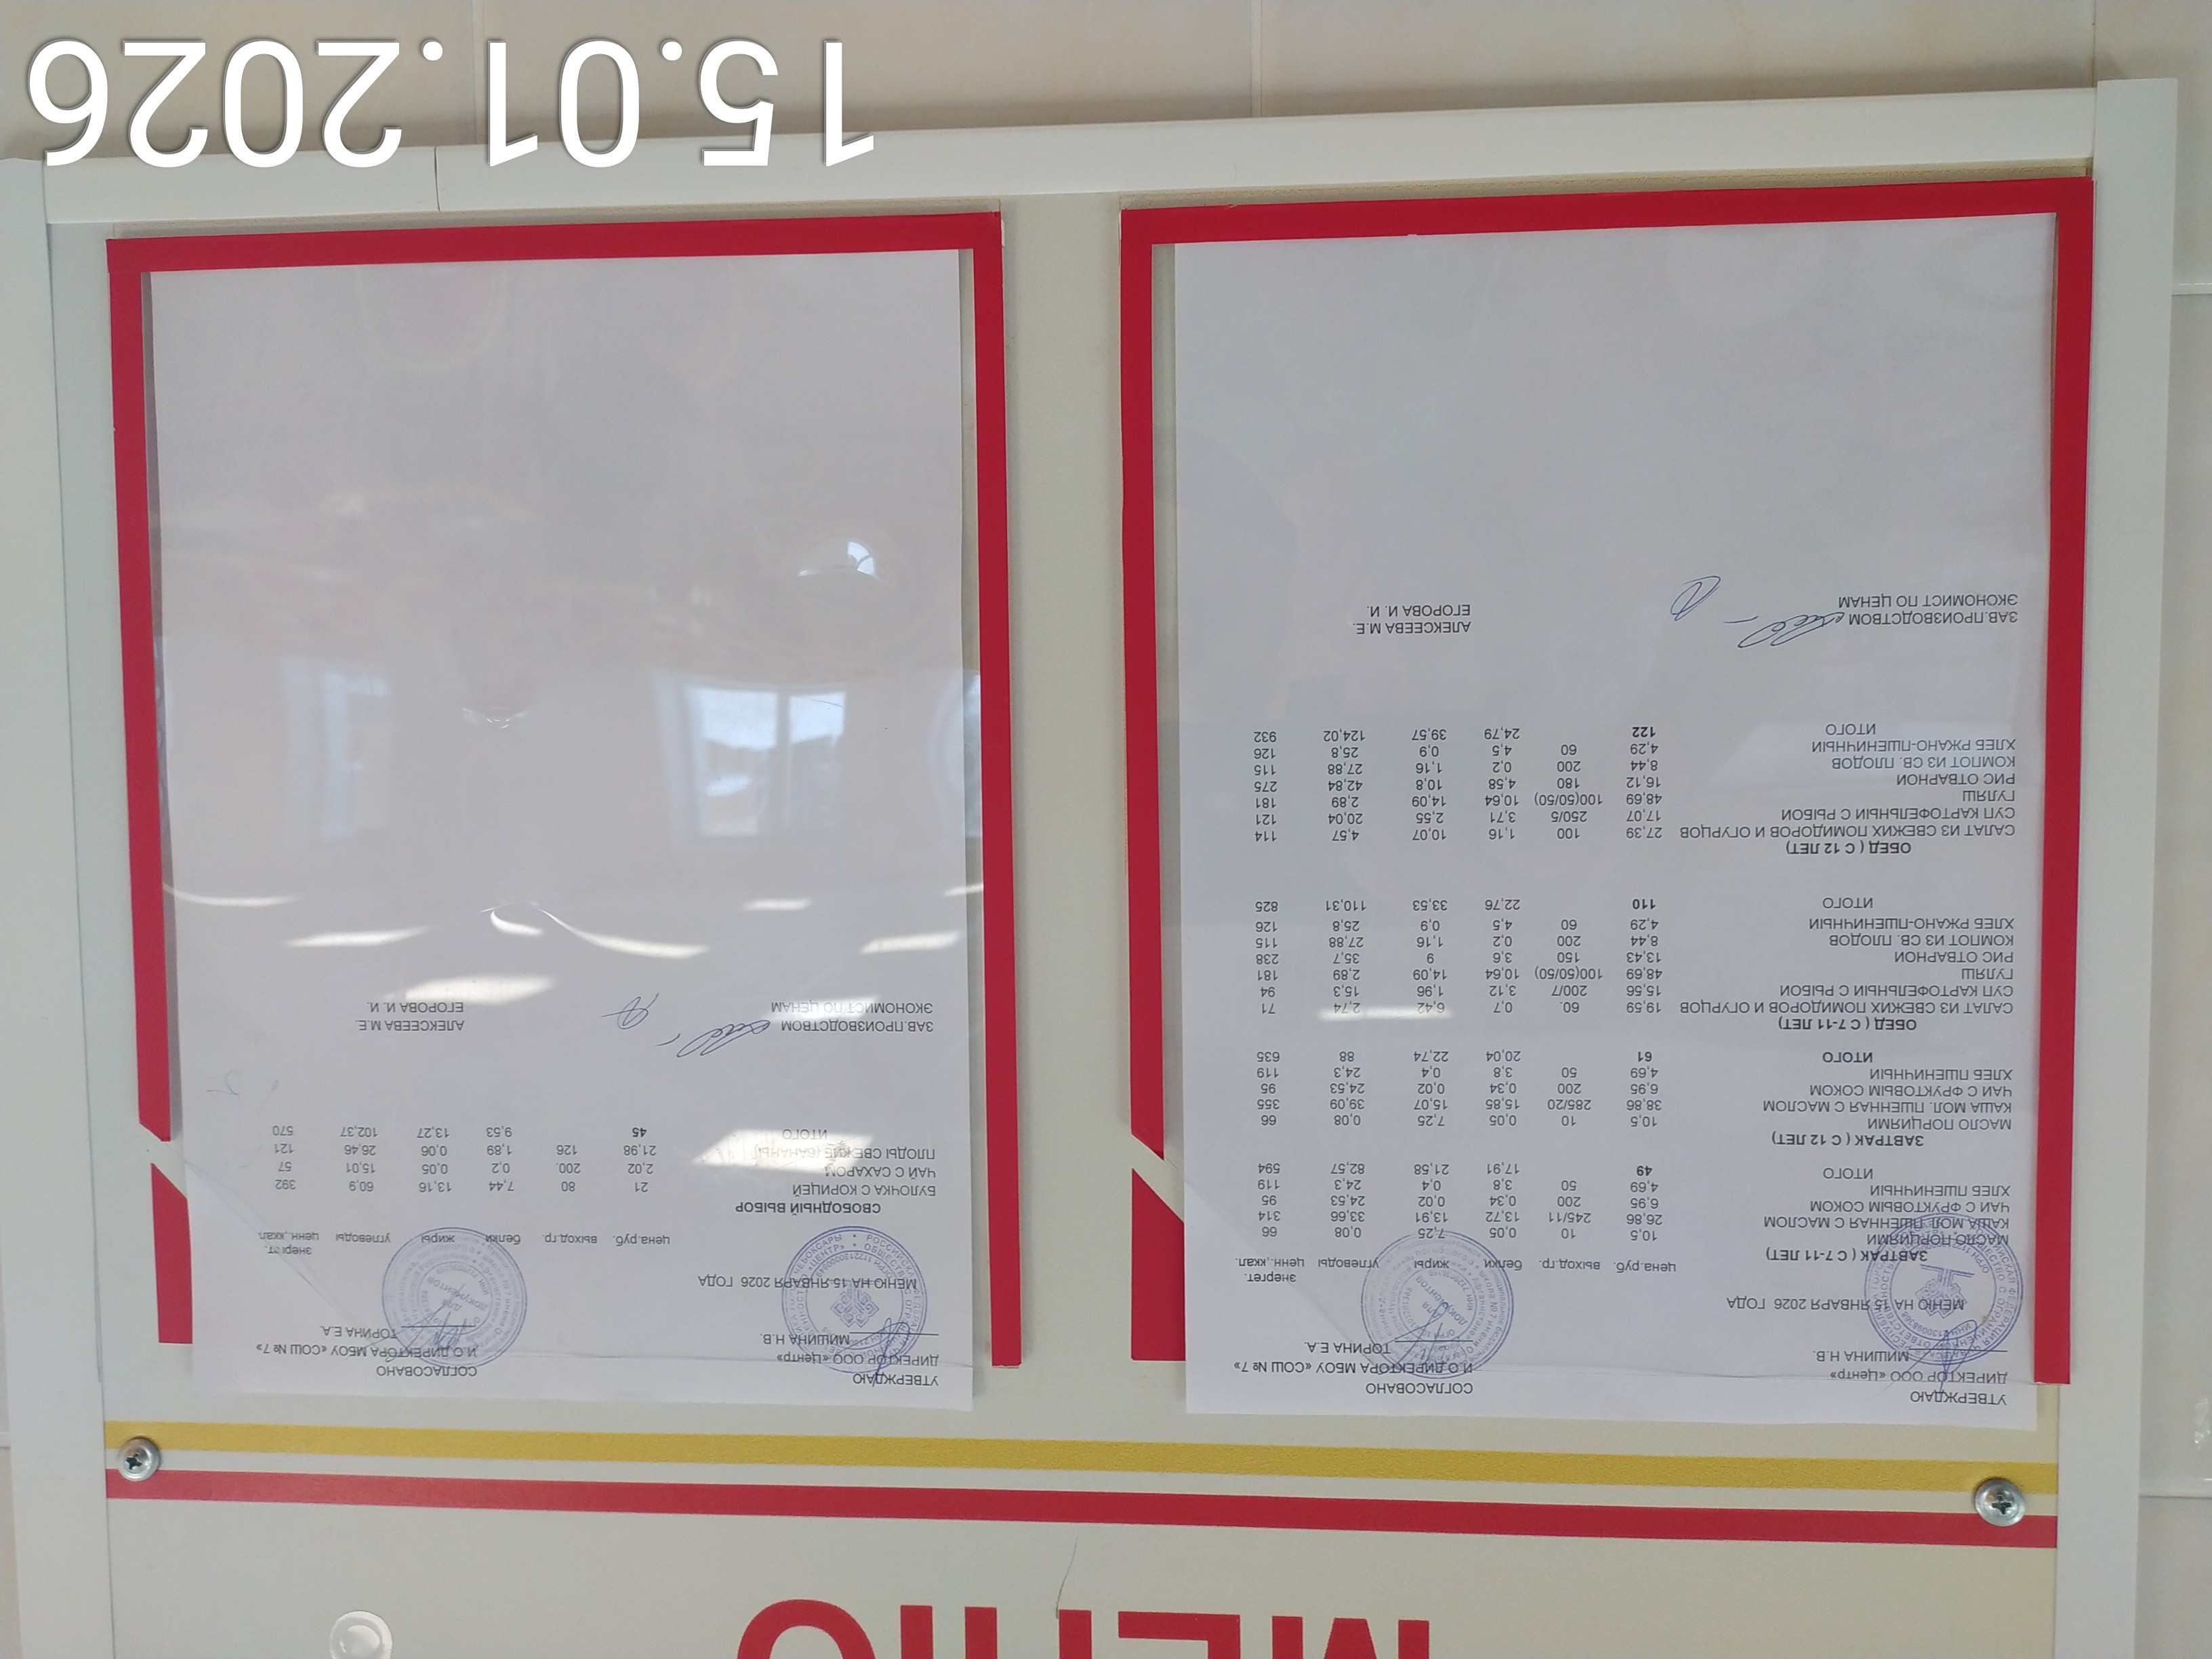 МЕНЮ
УТВЕРЖДАЮ
ДИРЕКТОР ООО «Центр»
МИШИНА Н.В.
СОГЛАСОВАНО
И.О ДИРЕКТОРА МБОУ «СОШ № 7»
ТОРИНА Е.А
МЕНЮ НА 15 ЯНВАРЯ 2026 ГОДА
цена.руб. выход.гр. белки жиры углеводы энергет. ценн.,ккал.
ЗАВТРАК ( С 7-11 ЛЕТ)
МАСЛО ПОРЦИЯМИ 10,5 10 0,05 7,25 0,08 66
КАША МОЛ. ПШЕННАЯ С МАСЛОМ 26,86 245/11 13,72 13,91 33,66 314
ЧАЙ С ФРУКТОВЫМ СОКОМ 6,95 200 0,34 0,02 24,53 95
ХЛЕБ ПШЕНИЧНЫЙ 4,69 50 3,8 0,4 24,3 119
ИТОГО 49 17,91 21,58 82,57 594
ЗАВТРАК ( С 12 ЛЕТ)
МАСЛО ПОРЦИЯМИ 10,5 10 0,05 7,25 0,08 66
КАША МОЛ. ПШЕННАЯ С МАСЛОМ 38,86 285/20 15,85 15,07 39,09 355
ЧАЙ С ФРУКТОВЫМ СОКОМ 6,95 200 0,34 0,02 24,53 95
ХЛЕБ ПШЕНИЧНЫЙ 4,69 50 3,8 0,4 24,3 119
ИТОГО 61 20,04 22,74 88 635
ОБЕД ( С 7-11 ЛЕТ)
САЛАТ ИЗ СВЕЖИХ ПОМИДОРОВ И ОГУРЦОВ 19,59 60. 0,7 6,42 2,74 71
СУП КАРТОФЕЛЬНЫЙ С РЫБОЙ 15,56 200/7 3,12 1,96 15,3 94
ГУЛЯШ 48,69 100(50/50) 10,64 14,09 2,89 181
РИС ОТВАРНОЙ 13,43 150 3,6 9 35,7 238
КОМПОТ ИЗ СВ. ПЛОДОВ 8,44 200 0,2 1,16 27,88 115
ХЛЕБ РЖАНО-ПШЕНИЧНЫЙ 4,29 60 4,5 0,9 25,8 126
ИТОГО 110 22,76 33,53 110,31 825
ОБЕД ( С 12 ЛЕТ)
САЛАТ ИЗ СВЕЖИХ ПОМИДОРОВ И ОГУРЦОВ 27,39 100 1,16 10,07 4,57 114
СУП КАРТОФЕЛЬНЫЙ С РЫБОЙ 17,07 250/5 3,71 2,55 20,04 121
ГУЛЯШ 48,69 100(50/50) 10,64 14,09 2,89 181
РИС ОТВАРНОЙ 16,12 180 4,58 10,8 42,84 275
КОМПОТ ИЗ СВ. ПЛОДОВ 8,44 200 0,2 1,16 27,88 115
ХЛЕБ РЖАНО-ПШЕНИЧНЫЙ 4,29 60 4,5 0,9 25,8 126
ИТОГО 122 24,79 39,57 124,02 932
ЗАВ.ПРОИЗВОДСТВОМ АЛЕКСЕЕВА М.Е.
ЭКОНОМИСТ ПО ЦЕНАМ ЕГОРОВА И. И.
УТВЕРЖДАЮ
ДИРЕКТОР ООО «Центр»
МИШИНА Н.В
СОГЛАСОВАНО
И.О ДИРЕКТОРА МБОУ «СОШ № 7»
ТОРИНА Е.А
МЕНЮ НА 15 ЯНВАРЯ 2026 ГОДА
цена.руб. выход.гр. белки жиры углеводы энергет. ценн.,ккал
СВОБОДНЫЙ ВЫБОР
БУЛОЧКА С КОРИЦЕЙ 21 80 7,44 13,16 60,9 392
ЧАЙ С САХАРОМ 2,02 200. 0,2 0,05 15,01 57
ПЛОДЫ СВЕЖИЕ (БАНАНЫ) 21,98 126 1,89 0,06 26,46 121
ИТОГО 45 9,53 13,27 102,37 570
ЗАВ.ПРОИЗВОДСТВОМ АЛЕКСЕЕВА М.Е.
ЭКОНОМИСТ ПО ЦЕНАМ ЕГОРОВА И. И.
15.01.2026